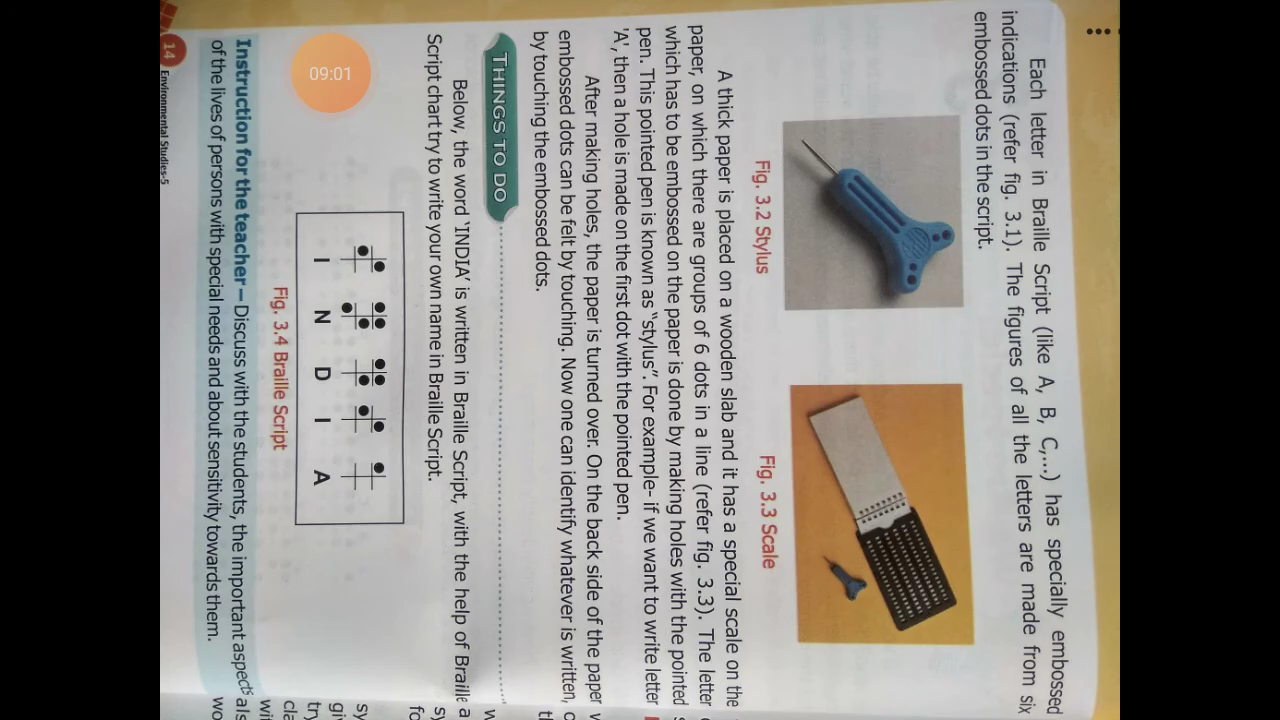 Each letter in Braille Script (like A, B, C,...) has specially embossed
indications (refer fig. 3.1). The figures of all the letters are made from six
embossed dots in the script.
Fig. 3.2 Stylus
Fig. 3.3 Scale
A thick paper is placed on a wooden slab and it has a special scale on the
paper, on which there are groups of 6 dots in a line (refer fig. 3.3). The letter
which has to be embossed on the paper is done by making holes with the pointed
pen. This pointed pen is known as "stylus". For example- if we want to write letter
'A', then a hole is made on the first dot with the pointed pen.
After making holes, the paper is turned over. On the back side of the paper
embossed dots can be felt by touching. Now one can identify whatever is written,
by touching the embossed dots.
THINGS TO DO
Below, the word 'INDIA' is written in Braille Script, with the help of Braille
Script chart try to write your own name in Braille Script.
I N D I A
Fig. 3.4 Braille Script
Instruction for the teacher – Discuss with the students, the important aspects
of the lives of persons with special needs and about sensitivity towards them.
14 Environmental Studies-5
09:01